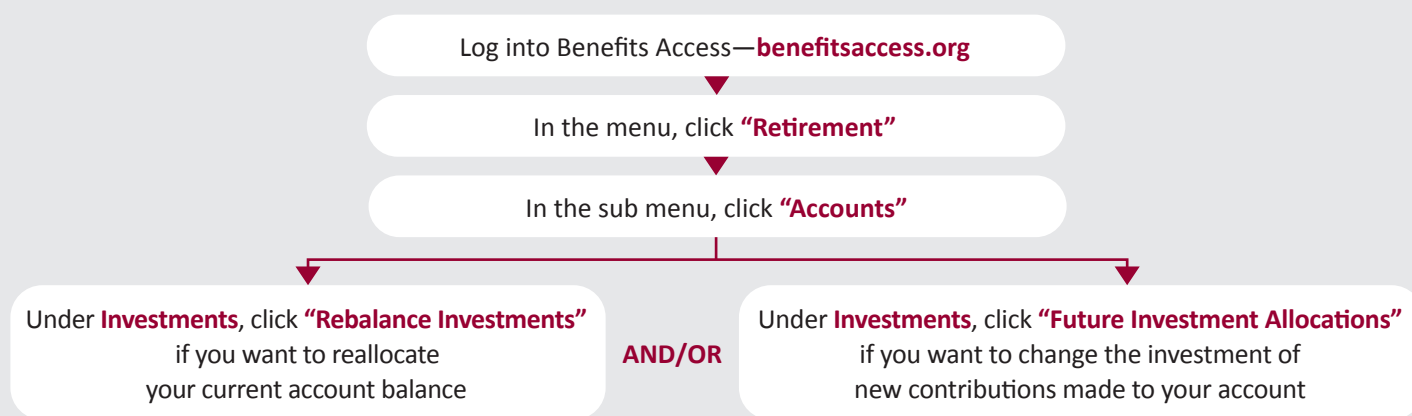 Log into Benefits Access—benefitsaccess.org
In the menu, click “Retirement”
In the sub menu, click “Accounts”
Under Investments, click “Rebalance Investments”
if you want to reallocate
your current account balance
AND/OR
Under Investments, click “Future Investment Allocations”
if you want to change the investment of
new contributions made to your account